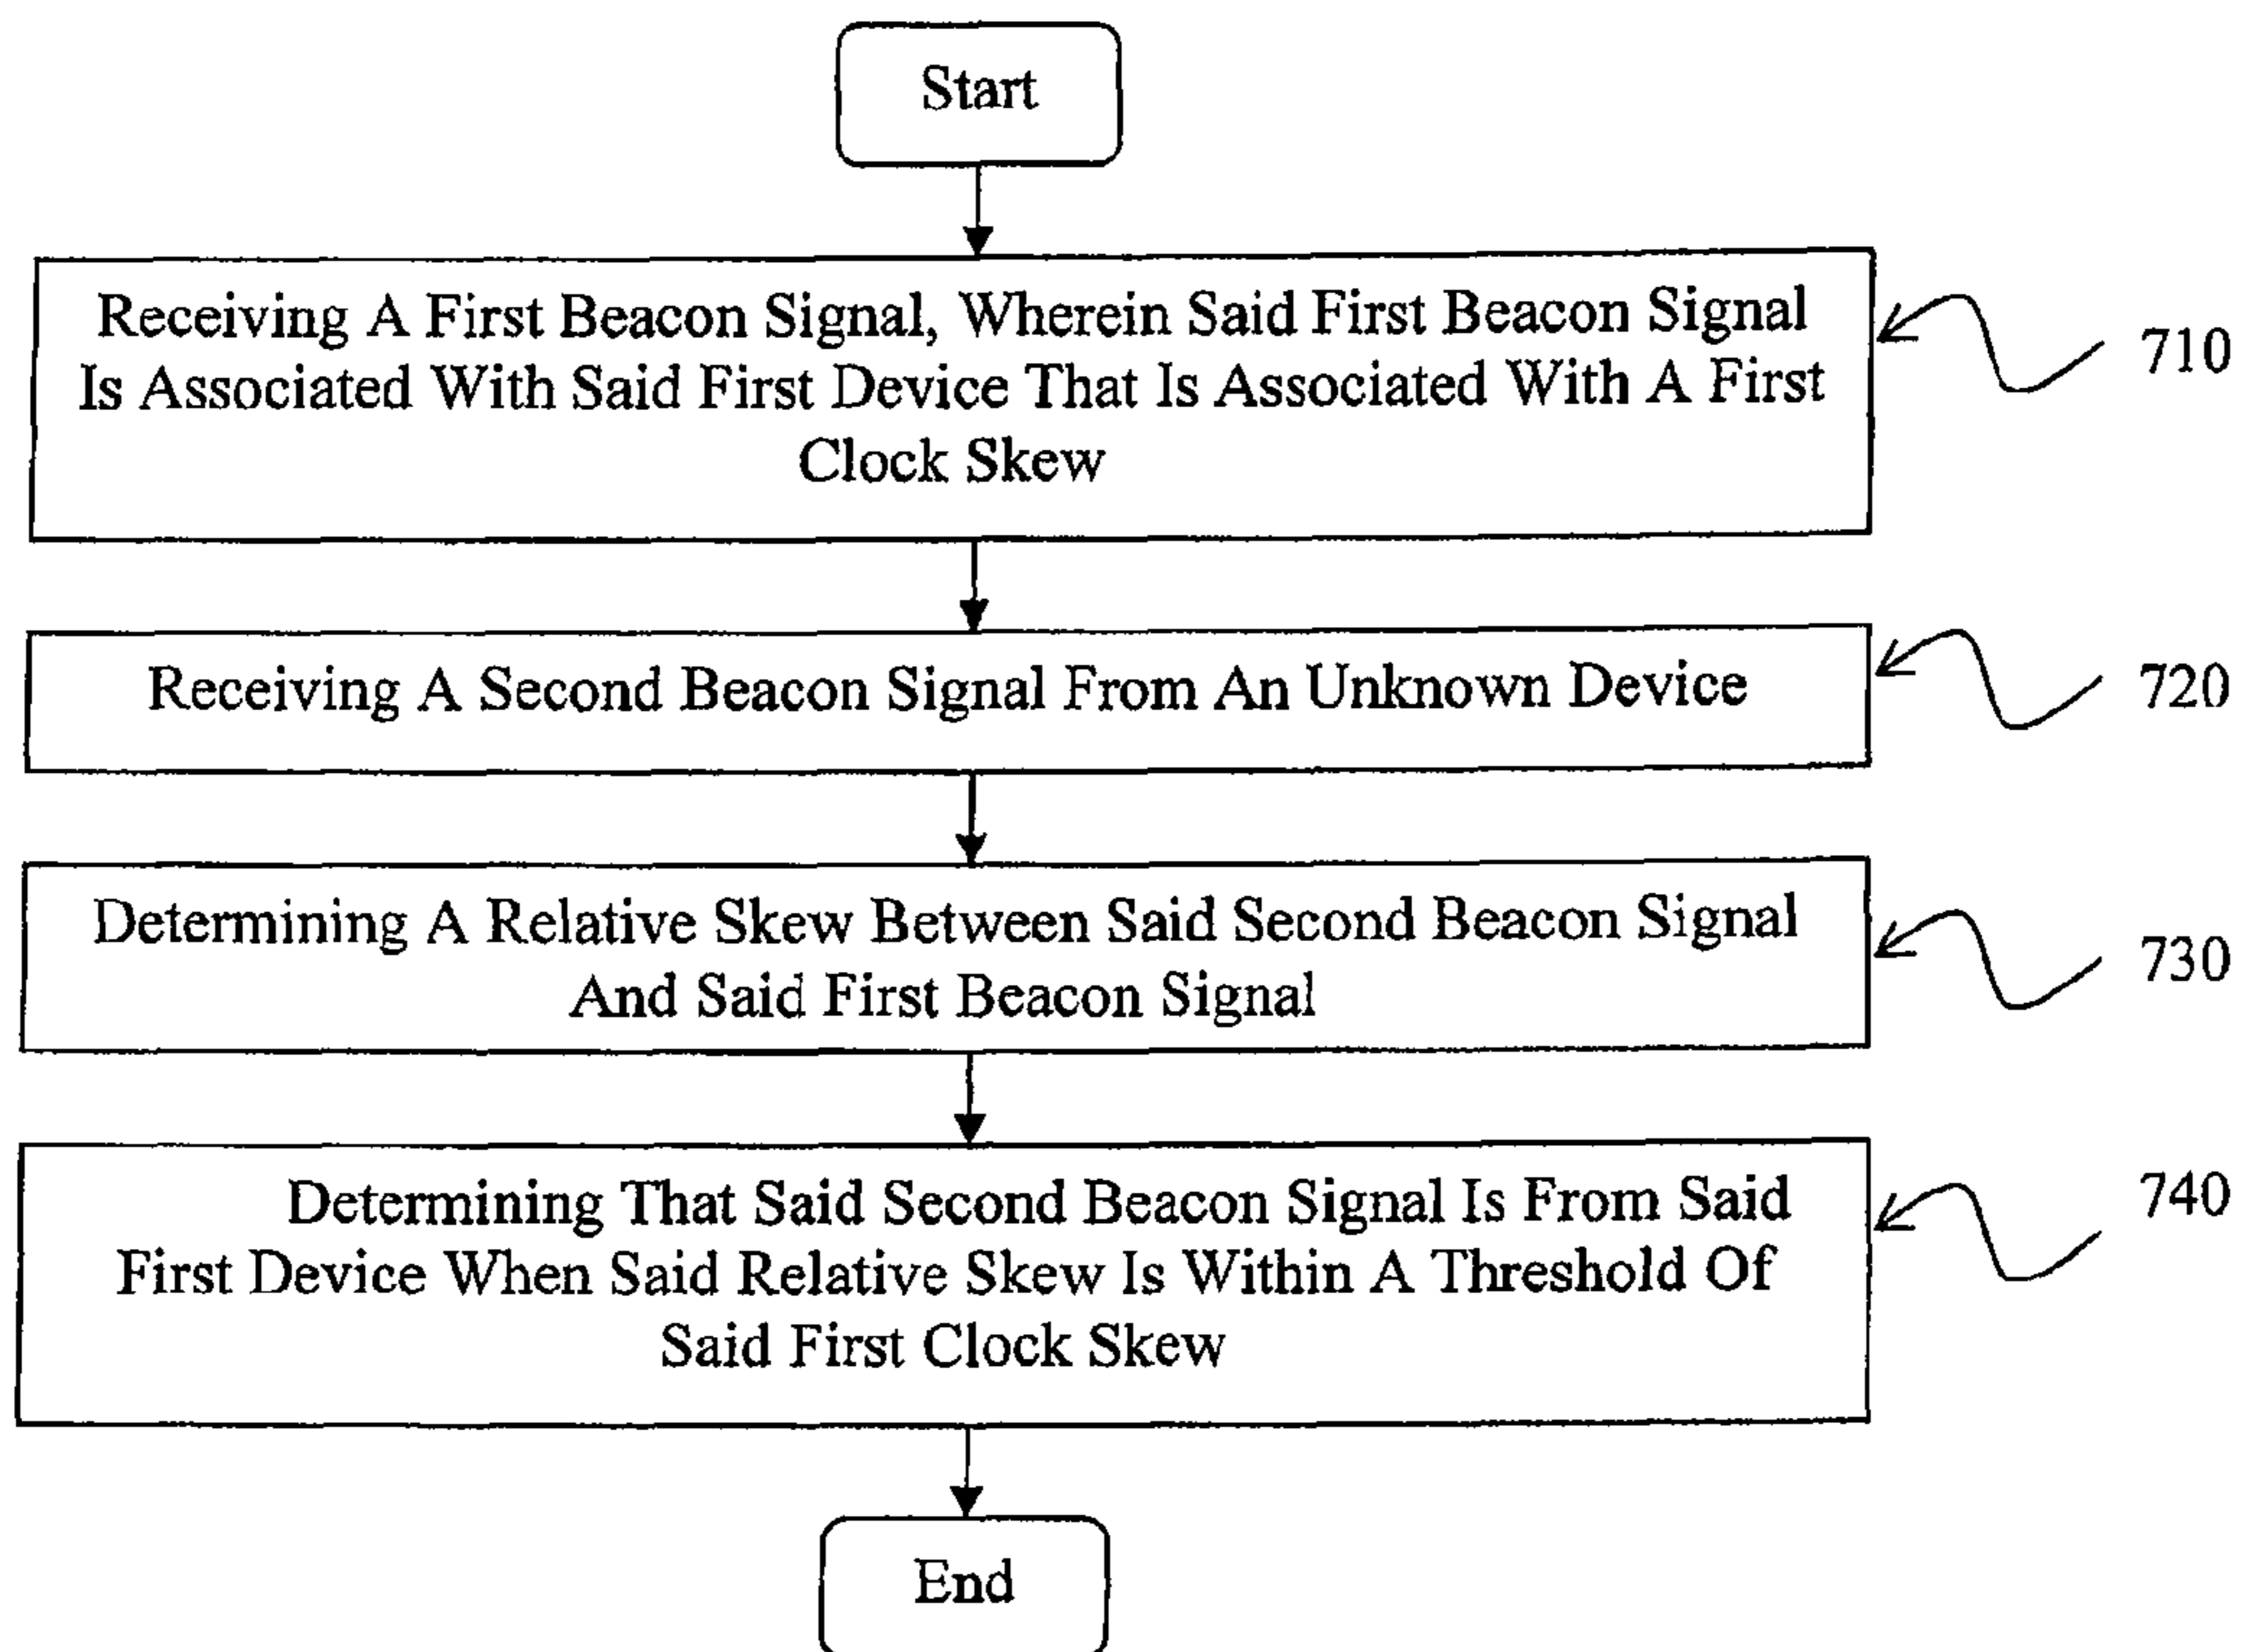 Start
Receiving A First Beacon Signal, Wherein Said First Beacon Signal
Is Associated With Said First Device That Is Associated With A First
Clock Skew
710
Receiving A Second Beacon Signal From An Unknown Device
720
Determining A Relative Skew Between Said Second Beacon Signal
And Said First Beacon Signal
730
Determining That Said Second Beacon Signal Is From Said
First Device When Said Relative Skew Is Within A Threshold Of
Said First Clock Skew
740
End